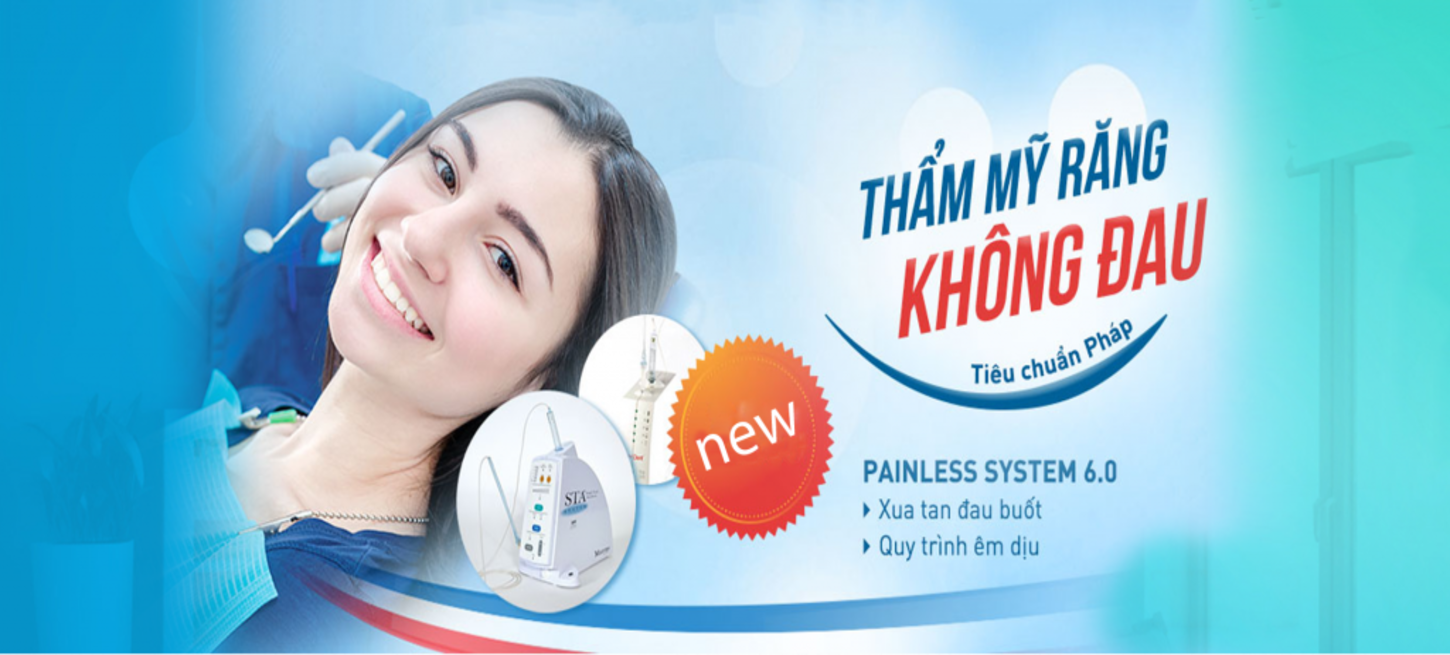 THẨM MỸ RĂNG
KHÔNG ĐAU
Tiêu chuẩn Pháp
new
STA
PAINLESS SYSTEM 6.0
Xua tan đau buốt
Quy trình êm dịu